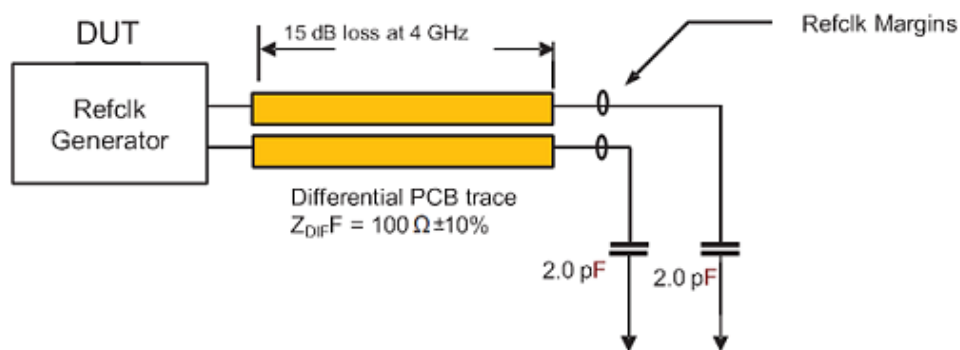 DUT
15 dB loss at 4 GHz
Refclk Margins
Refclk
Generator
Differential PCB trace
Z_DIFF = 100 Ω±10%
2.0 pF
2.0 pF